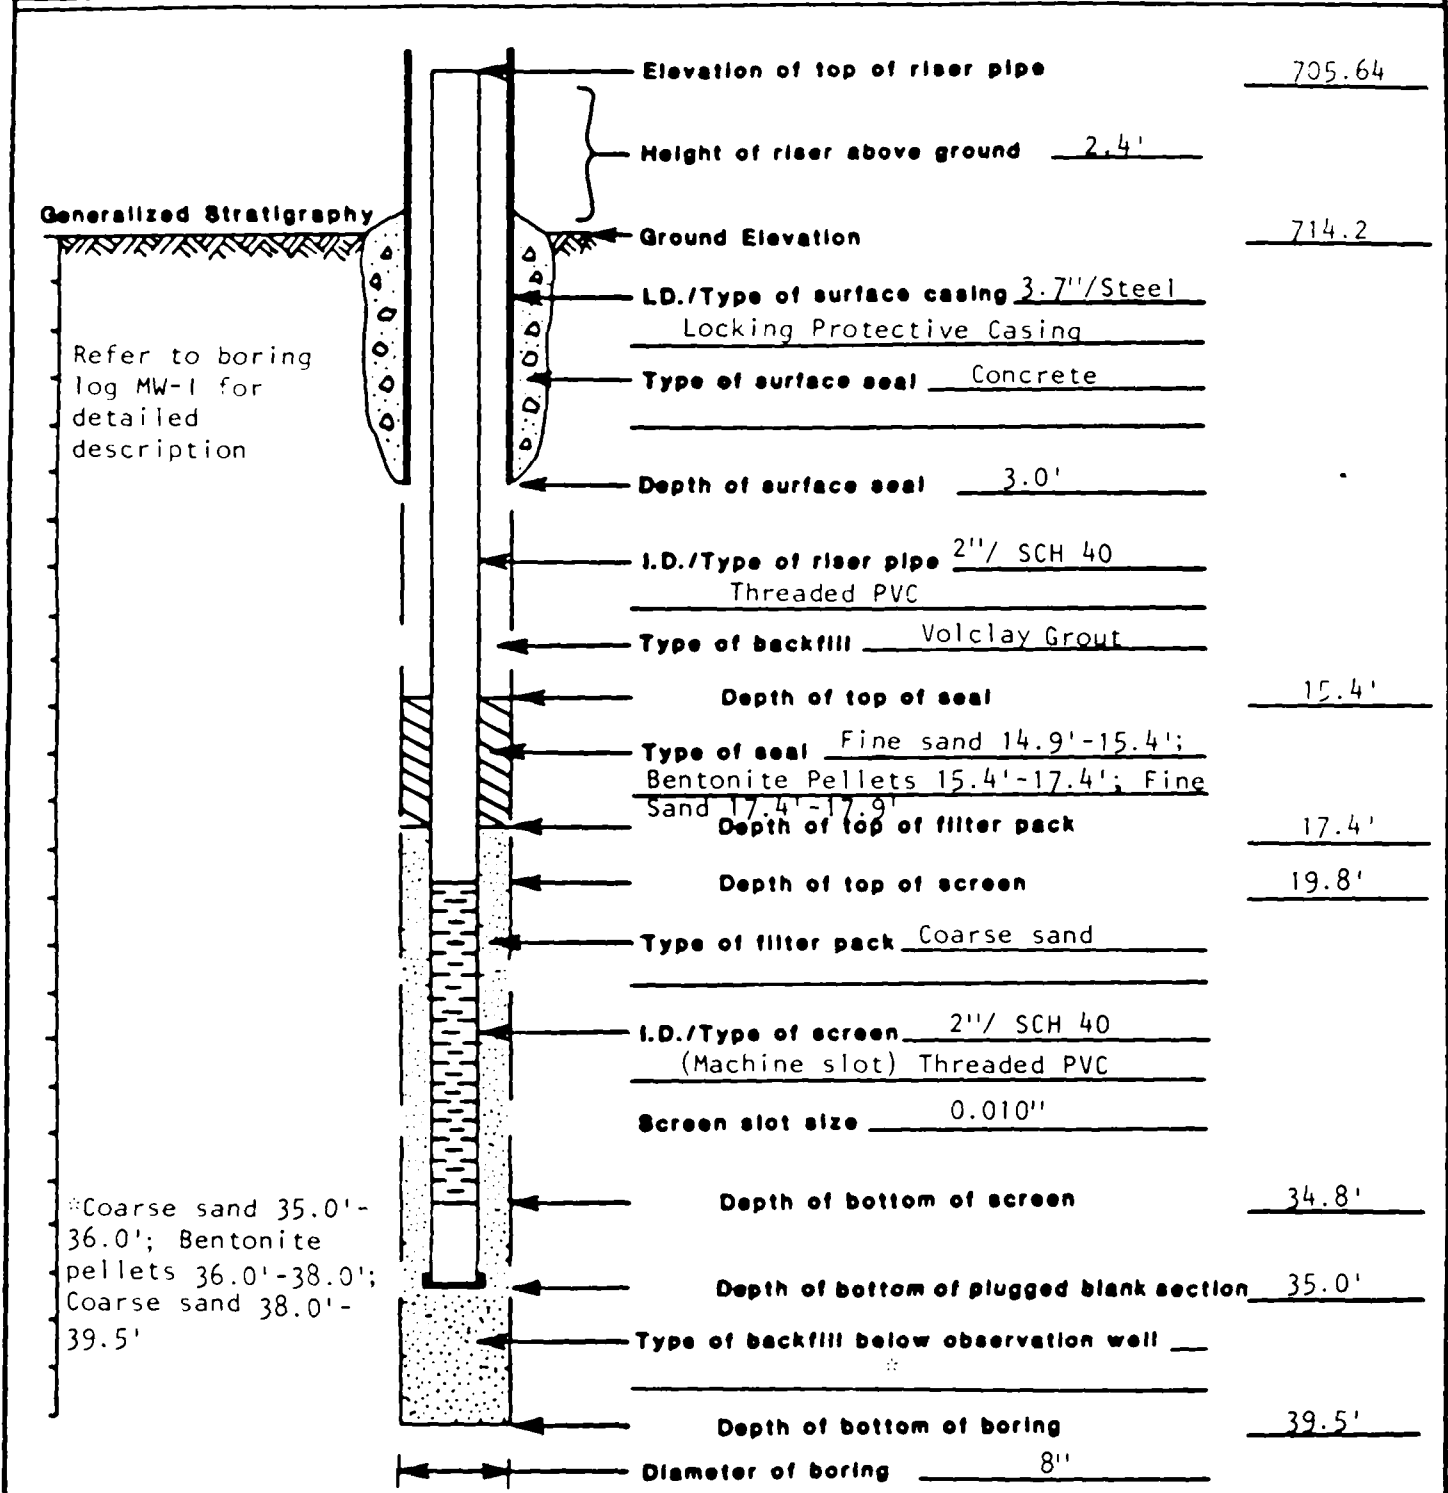 Elevation of top of riser pipe 705.64
Height of riser above ground 2.4'
Generalized Stratigraphy
Ground Elevation 714.2
I.D./Type of surface casing 3.7"/Steel
Locking Protective Casing
Refer to boring
log MW-1 for
detailed
description
Type of surface seal Concrete
Depth of surface seal 3.0'
I.D./Type of riser pipe 2"/ SCH 40
Threaded PVC
Type of backfill Volclay Grout
Depth of top of seal 15.4'
Type of seal Fine sand 14.9'-15.4';
Bentonite Pellets 15.4'-17.4'; Fine
Sand 17.4'-17.9'
Depth of top of filter pack 17.4'
Depth of top of screen 19.8'
Type of filter pack Coarse sand
I.D./Type of screen 2"/ SCH 40
(Machine slot) Threaded PVC
Screen slot size 0.010"
Depth of bottom of screen 34.8'
*Coarse sand 35.0'-
36.0'; Bentonite
pellets 36.0'-38.0';
Coarse sand 38.0'-
39.5'
Depth of bottom of plugged blank section 35.0'
Type of backfill below observation well
*
Depth of bottom of boring 39.5'
Diameter of boring 8"